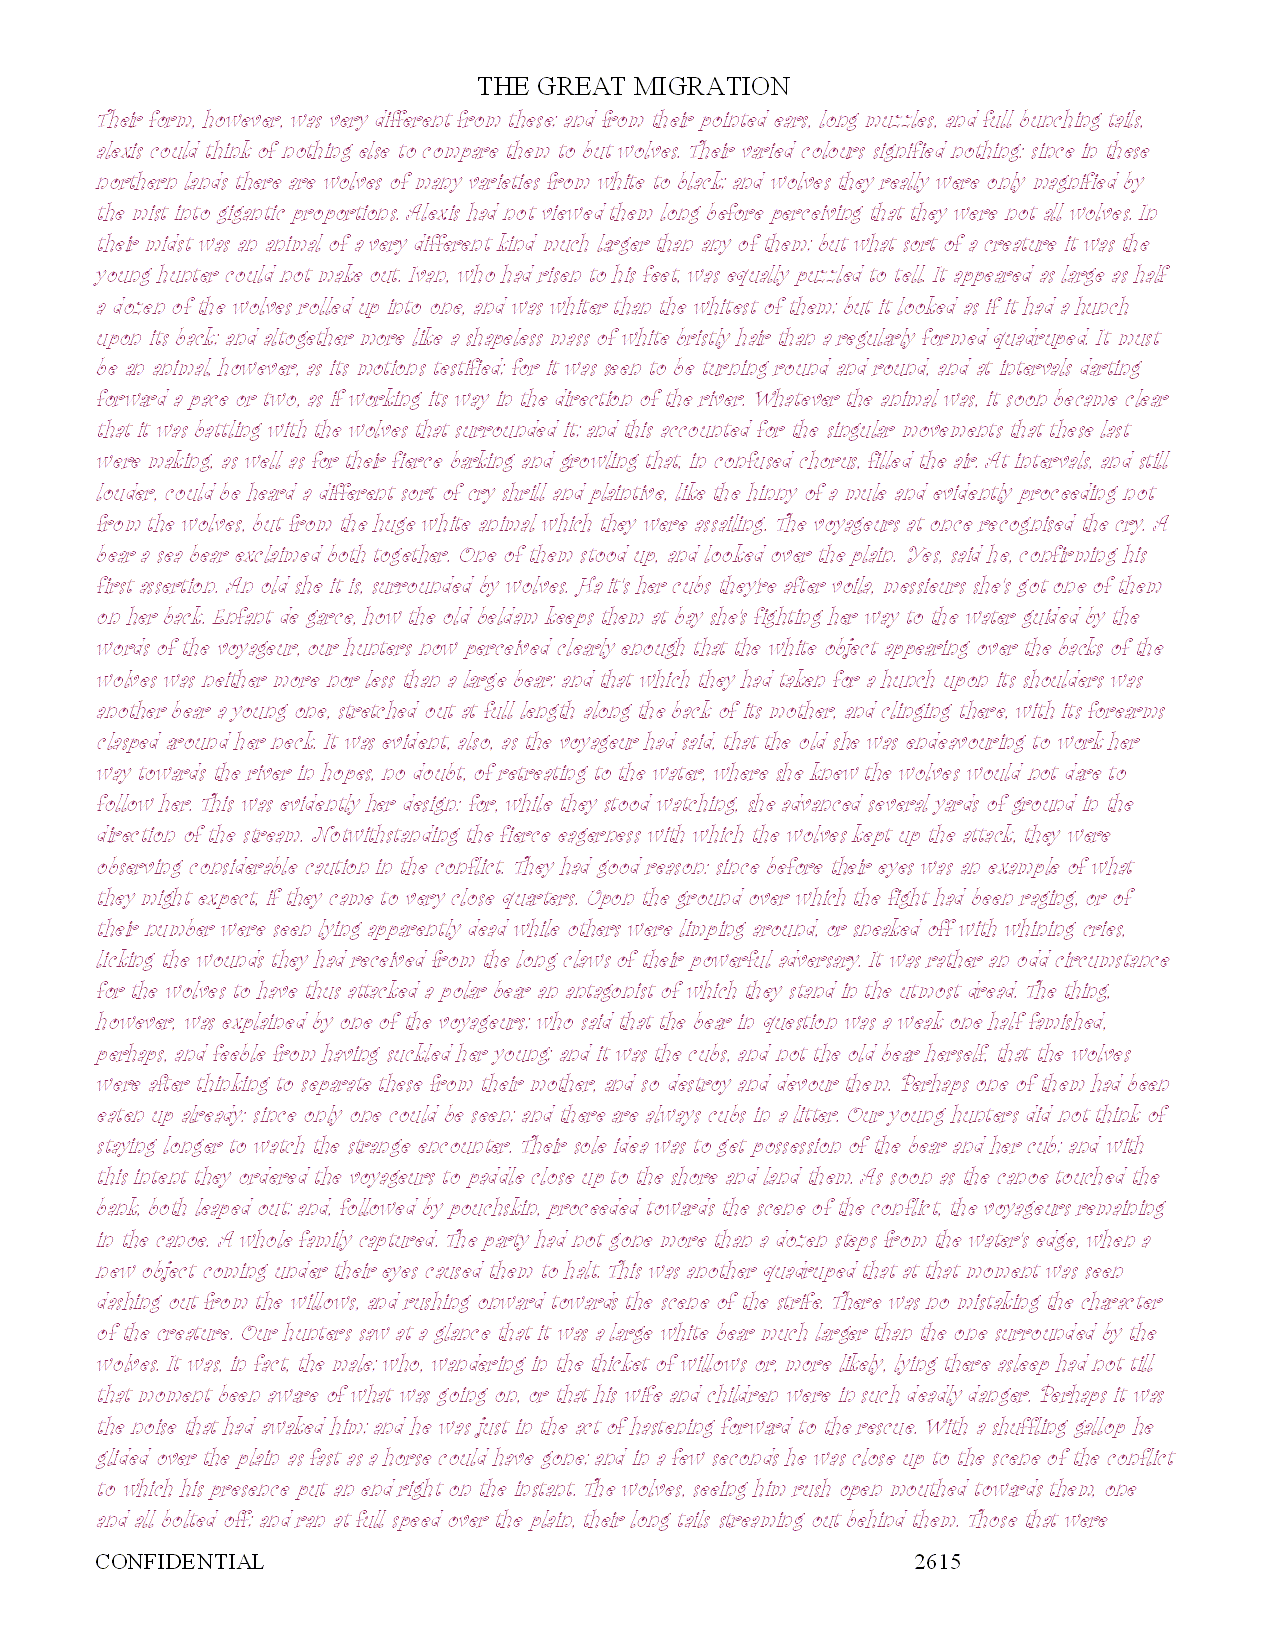 THE GREAT MIGRATION
Their form, however, was very different from these: and from their pointed ears, long muzzles, and full bunching tails,
alexis could think of nothing else to compare them to but wolves. Their varied colours signified nothing: since in these
northern lands there are wolves of many varieties from white to black: and wolves they really were only magnified by
the mist into gigantic proportions. Alexis had not viewed them long before perceiving that they were not all wolves. In
their midst was an animal of a very different kind much larger than any of them: but what sort of a creature it was the
young hunter could not make out. Ivan, who had risen to his feet, was equally puzzled to tell. It appeared as large as half
a dozen of the wolves rolled up into one, and was whiter than the whitest of them: but it looked as if it had a hunch
upon its back: and altogether more like a shapeless mass of white bristly hair than a regularly formed quadruped. It must
be an animal, however, as its motions testified: for it was seen to be turning round and round, and at intervals darting
forward a pace or two, as if working its way in the direction of the river. Whatever the animal was, it soon became clear
that it was battling with the wolves that surrounded it: and this accounted for the singular movements that these last
were making, as well as for their fierce barking and growling that, in confused chorus, filled the air. At intervals, and still
louder, could be heard a different sort of cry shrill and plaintive, like the hinny of a mule and evidently proceeding not
from the wolves, but from the huge white animal which they were assailing. The voyageurs at once recognised the cry. A
bear a sea bear exclaimed both together. One of them stood up, and looked over the plain. Yes, said he, confirming his
first assertion. An old she it is, surrounded by wolves. Ha it's her cubs they're after voila, messieurs she's got one of them
on her back. Enfant de garce, how the old beldam keeps them at bay she's fighting her way to the water guided by the
words of the voyageur, our hunters now perceived clearly enough that the white object appearing over the backs of the
wolves was neither more nor less than a large bear: and that which they had taken for a hunch upon its shoulders was
another bear a young one, stretched out at full length along the back of its mother, and clinging there, with its forearms
clasped around her neck. It was evident, also, as the voyageur had said, that the old she was endeavouring to work her
way towards the river in hopes, no doubt, of retreating to the water, where she knew the wolves would not dare to
follow her. This was evidently her design: for, while they stood watching, she advanced several yards of ground in the
direction of the stream. Notwithstanding the fierce eagerness with which the wolves kept up the attack, they were
observing considerable caution in the conflict. They had good reason: since before their eyes was an example of what
they might expect, if they came to very close quarters. Upon the ground over which the fight had been raging, or of
their number were seen lying apparently dead while others were limping around, or sneaked off with whining cries,
licking the wounds they had received from the long claws of their powerful adversary. It was rather an odd circumstance
for the wolves to have thus attacked a polar bear an antagonist of which they stand in the utmost dread. The thing,
however, was explained by one of the voyageurs: who said that the bear in question was a weak one half famished,
perhaps, and feeble from having suckled her young: and it was the cubs, and not the old bear herself, that the wolves
were after thinking to separate these from their mother, and so destroy and devour them. Perhaps one of them had been
eaten up already: since only one could be seen: and there are always cubs in a litter. Our young hunters did not think of
staying longer to watch the strange encounter. Their sole idea was to get possession of the bear and her cub: and with
this intent they ordered the voyageurs to paddle close up to the shore and land them. As soon as the canoe touched the
bank, both leaped out: and, followed by pouchskin, proceeded towards the scene of the conflict, the voyageurs remaining
in the canoe. A whole family captured. The party had not gone more than a dozen steps from the water's edge, when a
new object coming under their eyes caused them to halt. This was another quadruped that at that moment was seen
dashing out from the willows, and rushing onward towards the scene of the strife. There was no mistaking the character
of the creature. Our hunters saw at a glance that it was a large white bear much larger than the one surrounded by the
wolves. It was, in fact, the male: who, wandering in the thicket of willows or, more likely, lying there asleep had not till
that moment been aware of what was going on, or that his wife and children were in such deadly danger. Perhaps it was
the noise that had awaked him: and he was just in the act of hastening forward to the rescue. With a shuffling gallop he
glided over the plain as fast as a horse could have gone: and in a few seconds he was close up to the scene of the conflict
to which his presence put an end right on the instant. The wolves, seeing him rush open mouthed towards them, one
and all bolted off: and ran at full speed over the plain, their long tails streaming out behind them. Those that were
CONFIDENTIAL 2615